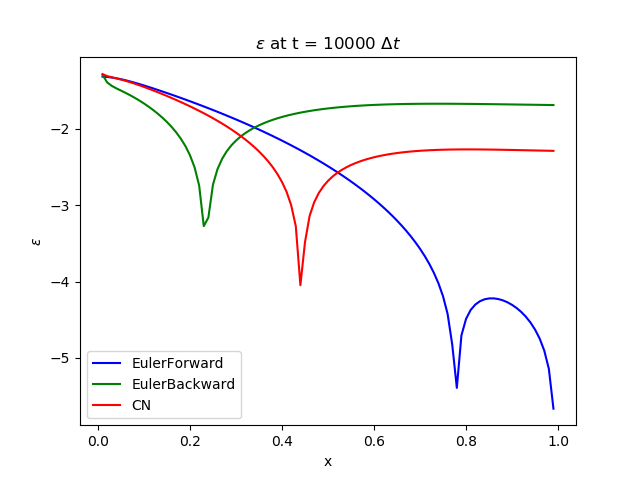 ε at t = 10000 Δt
ε
−2
−3
−4
−5
EulerForward
EulerBackward
CN
0.0 0.2 0.4 0.6 0.8 1.0
x